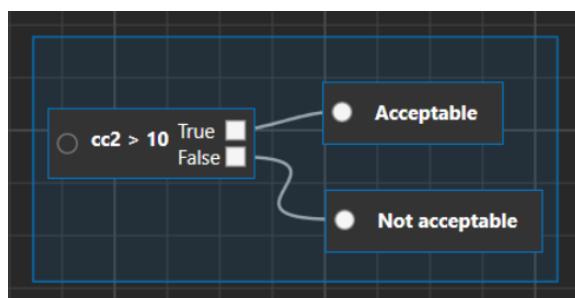 cc2 > 10
True
False
Acceptable
Not acceptable